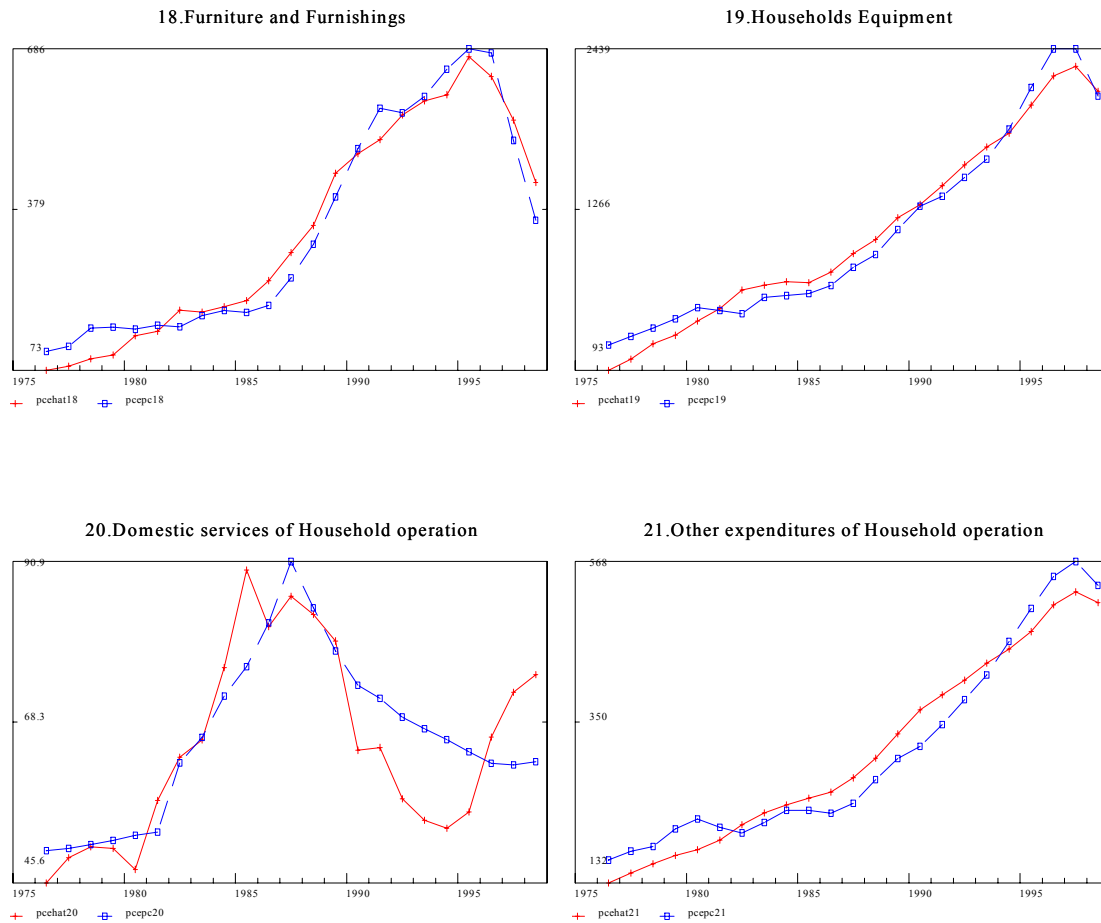 18.Furniture and Furnishings
686
379
73
1975 1980 1985 1990 1995
pcehat18 pcepc18
19.Households Equipment
2439
1266
93
1975 1980 1985 1990 1995
pcehat19 pcepc19
20.Domestic services of Household operation
90.9
68.3
45.6
1975 1980 1985 1990 1995
pcehat20 pcepc20
21.Other expenditures of Household operation
568
350
132
1975 1980 1985 1990 1995
pcehat21 pcepc21